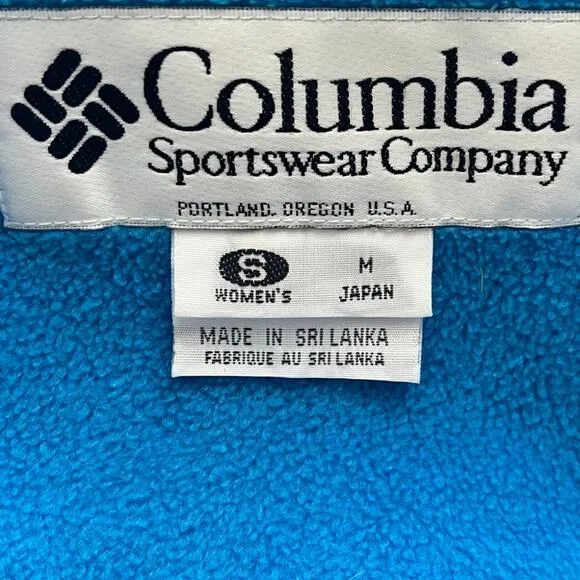 Columbia
Sportswear Company
PORTLAND, OREGON U.S.A.
S M
WOMEN'S JAPAN
MADE IN SRI LANKA
FABRIQUE AU SRI LANKA